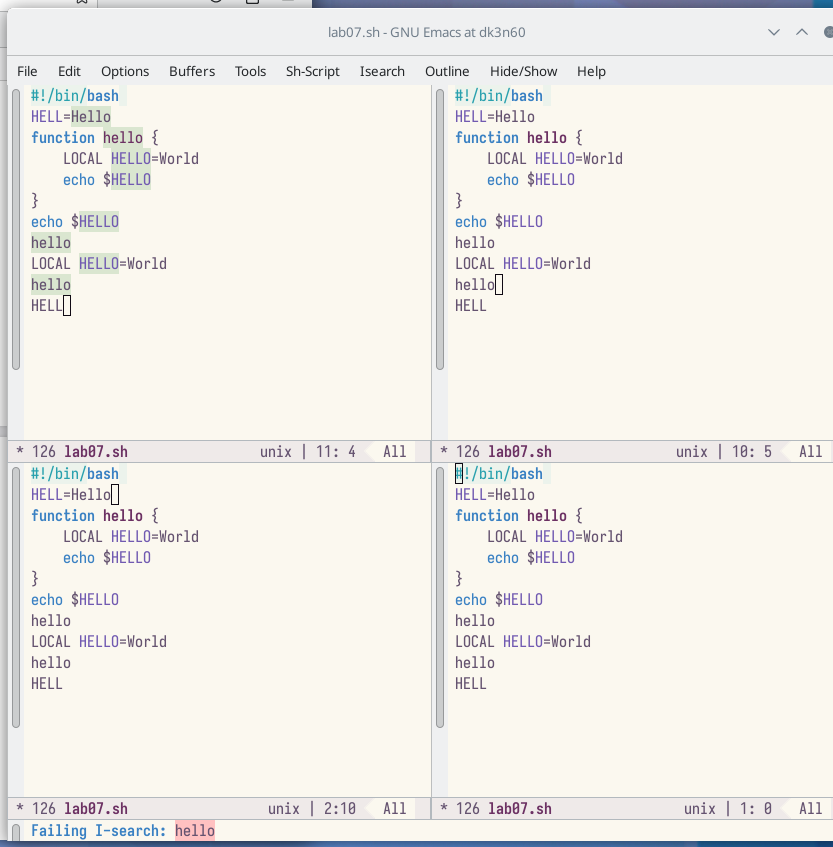 lab07.sh - GNU Emacs at dk3n60
File Edit Options Buffers Tools Sh-Script Isearch Outline Hide/Show Help
#!/bin/bash
HELL=Hello
function hello {
    LOCAL HELLO=World
    echo $HELLO
}
echo $HELLO
hello
LOCAL HELLO=World
hello
HELL
* 126 lab07.sh unix | 11: 4 All
#!/bin/bash
HELL=Hello
function hello {
    LOCAL HELLO=World
    echo $HELLO
}
echo $HELLO
hello
LOCAL HELLO=World
hello
HELL
* 126 lab07.sh unix | 10: 5 All
#!/bin/bash
HELL=Hello
function hello {
    LOCAL HELLO=World
    echo $HELLO
}
echo $HELLO
hello
LOCAL HELLO=World
hello
HELL
* 126 lab07.sh unix | 2:10 All
#!/bin/bash
HELL=Hello
function hello {
    LOCAL HELLO=World
    echo $HELLO
}
echo $HELLO
hello
LOCAL HELLO=World
hello
HELL
* 126 lab07.sh unix | 1: 0 All
Failing I-search: hello